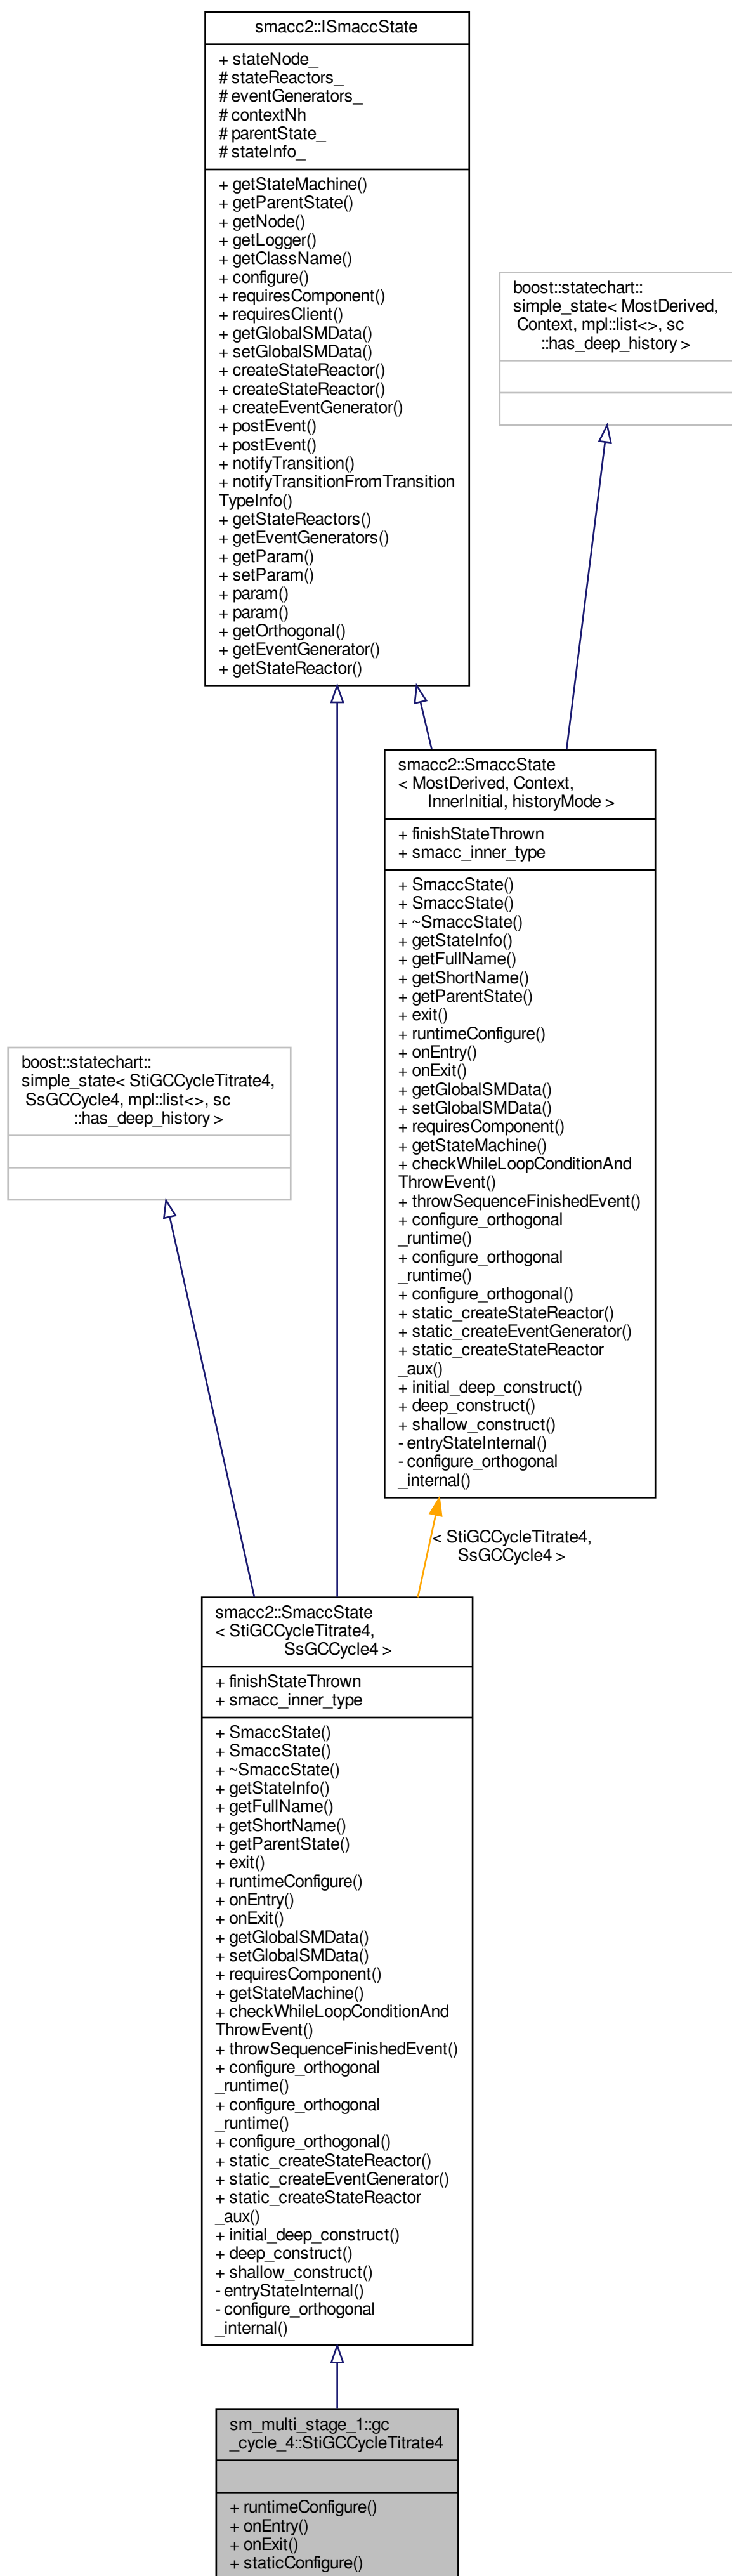 smacc2::ISmaccState
+ stateNode_
# stateReactors_
# eventGenerators_
# contextNh
# parentState_
# stateInfo_
+ getStateMachine()
+ getParentState()
+ getNode()
+ getLogger()
+ getClassName()
+ configure()
+ requiresComponent()
+ requiresClient()
+ getGlobalSMData()
+ setGlobalSMData()
+ createStateReactor()
+ createStateReactor()
+ createEventGenerator()
+ postEvent()
+ postEvent()
+ notifyTransition()
+ notifyTransitionFromTransition
TypeInfo()
+ getStateReactors()
+ getEventGenerators()
+ getParam()
+ setParam()
+ param()
+ param()
+ getOrthogonal()
+ getEventGenerator()
+ getStateReactor()
boost::statechart::
simple_state< MostDerived,
Context, mpl::list<>, sc
::has_deep_history >
smacc2::SmaccState
< MostDerived, Context,
InnerInitial, historyMode >
+ finishStateThrown
+ smacc_inner_type
+ SmaccState()
+ SmaccState()
+ ~SmaccState()
+ getStateInfo()
+ getFullName()
+ getShortName()
+ getParentState()
+ exit()
+ runtimeConfigure()
+ onEntry()
+ onExit()
+ getGlobalSMData()
+ setGlobalSMData()
+ requiresComponent()
+ getStateMachine()
+ checkWhileLoopConditionAnd
ThrowEvent()
+ throwSequenceFinishedEvent()
+ configure_orthogonal
_runtime()
+ configure_orthogonal
_runtime()
+ configure_orthogonal()
+ static_createStateReactor()
+ static_createEventGenerator()
+ static_createStateReactor
_aux()
+ initial_deep_construct()
+ deep_construct()
+ shallow_construct()
- entryStateInternal()
- configure_orthogonal
_internal()
boost::statechart::
simple_state< StiGCCycleTitrate4,
SsGCCycle4, mpl::list<>, sc
::has_deep_history >
< StiGCCycleTitrate4,
SsGCCycle4 >
smacc2::SmaccState
< StiGCCycleTitrate4,
SsGCCycle4 >
+ finishStateThrown
+ smacc_inner_type
+ SmaccState()
+ SmaccState()
+ ~SmaccState()
+ getStateInfo()
+ getFullName()
+ getShortName()
+ getParentState()
+ exit()
+ runtimeConfigure()
+ onEntry()
+ onExit()
+ getGlobalSMData()
+ setGlobalSMData()
+ requiresComponent()
+ getStateMachine()
+ checkWhileLoopConditionAnd
ThrowEvent()
+ throwSequenceFinishedEvent()
+ configure_orthogonal
_runtime()
+ configure_orthogonal
_runtime()
+ configure_orthogonal()
+ static_createStateReactor()
+ static_createEventGenerator()
+ static_createStateReactor
_aux()
+ initial_deep_construct()
+ deep_construct()
+ shallow_construct()
- entryStateInternal()
- configure_orthogonal
_internal()
sm_multi_stage_1::gc
_cycle_4::StiGCCycleTitrate4
+ runtimeConfigure()
+ onEntry()
+ onExit()
+ staticConfigure()